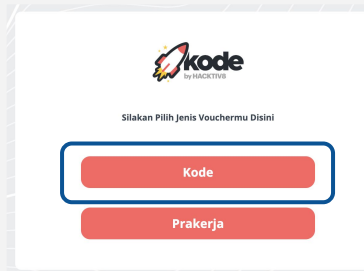 kode
by HACKTIV8
Silakan Pilih Jenis Vouchermu Disini
Kode
Prakerja